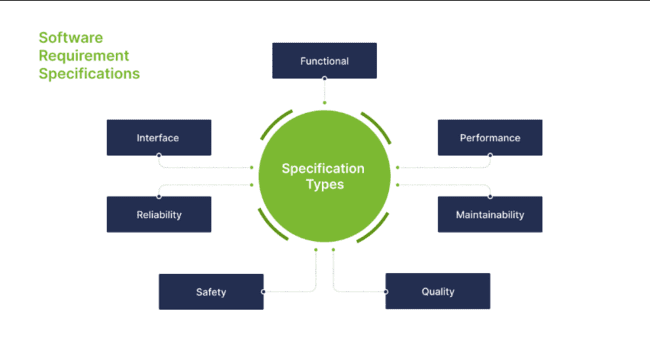 Software
Requirement
Specifications
Functional
Interface
Performance
Specification
Types
Reliability
Maintainability
Safety
Quality